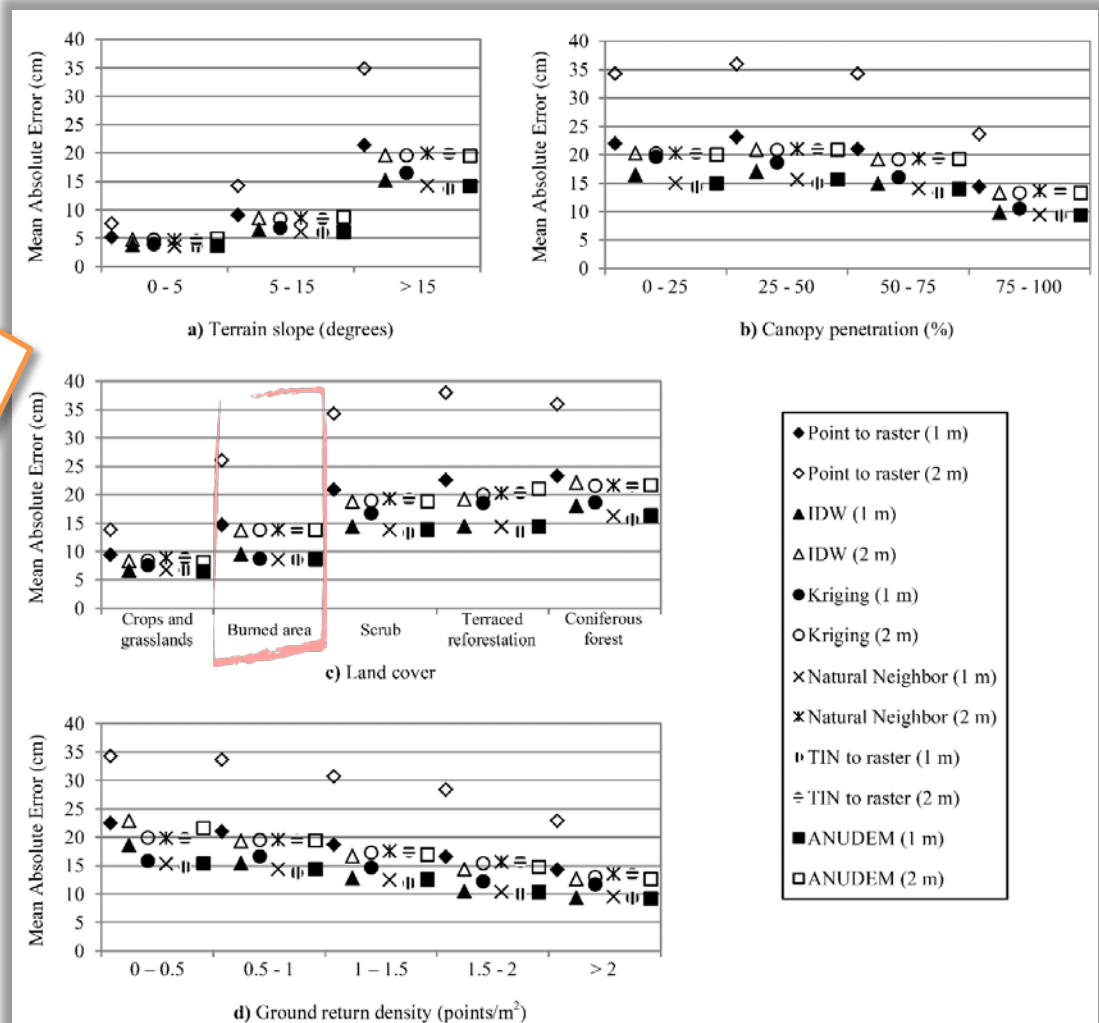 40
35
30
25
20
15
10
5
0
Mean Absolute Error (cm)
0 - 5 5 - 15 > 15
a) Terrain slope (degrees)
40
35
30
25
20
15
10
5
0
Mean Absolute Error (cm)
0 - 25 25 - 50 50 - 75 75 - 100
b) Canopy penetration (%)
40
35
30
25
20
15
10
5
0
Mean Absolute Error (cm)
Crops and grasslands Burned area Scrub Terraced reforestation Coniferous forest
c) Land cover
40
35
30
25
20
15
10
5
0
Mean Absolute Error (cm)
0 – 0.5 0.5 - 1 1 – 1.5 1.5 - 2 > 2
d) Ground return density (points/m²)
Point to raster (1 m)
Point to raster (2 m)
IDW (1 m)
IDW (2 m)
Kriging (1 m)
Kriging (2 m)
Natural Neighbor (1 m)
Natural Neighbor (2 m)
TIN to raster (1 m)
TIN to raster (2 m)
ANUDEM (1 m)
ANUDEM (2 m)